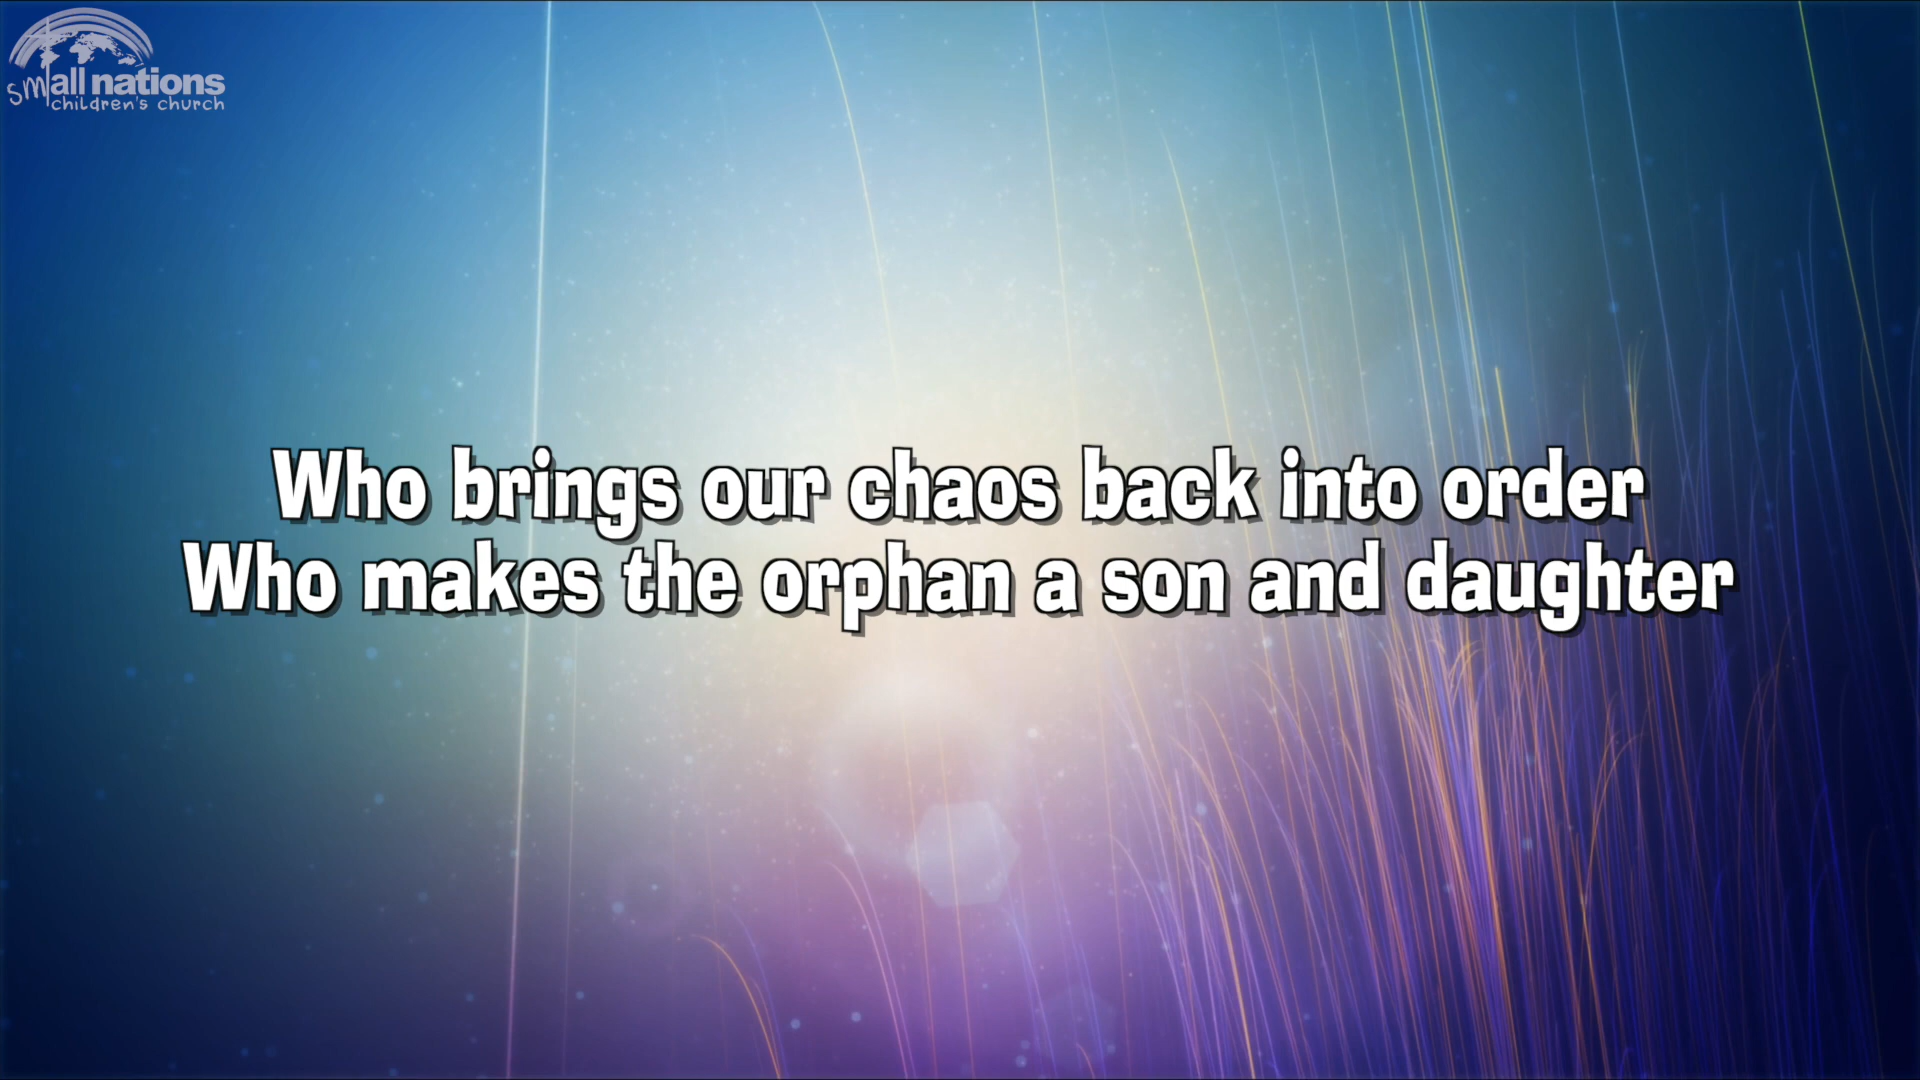 small nations
children's church
Who brings our chaos back into order
Who makes the orphan a son and daughter